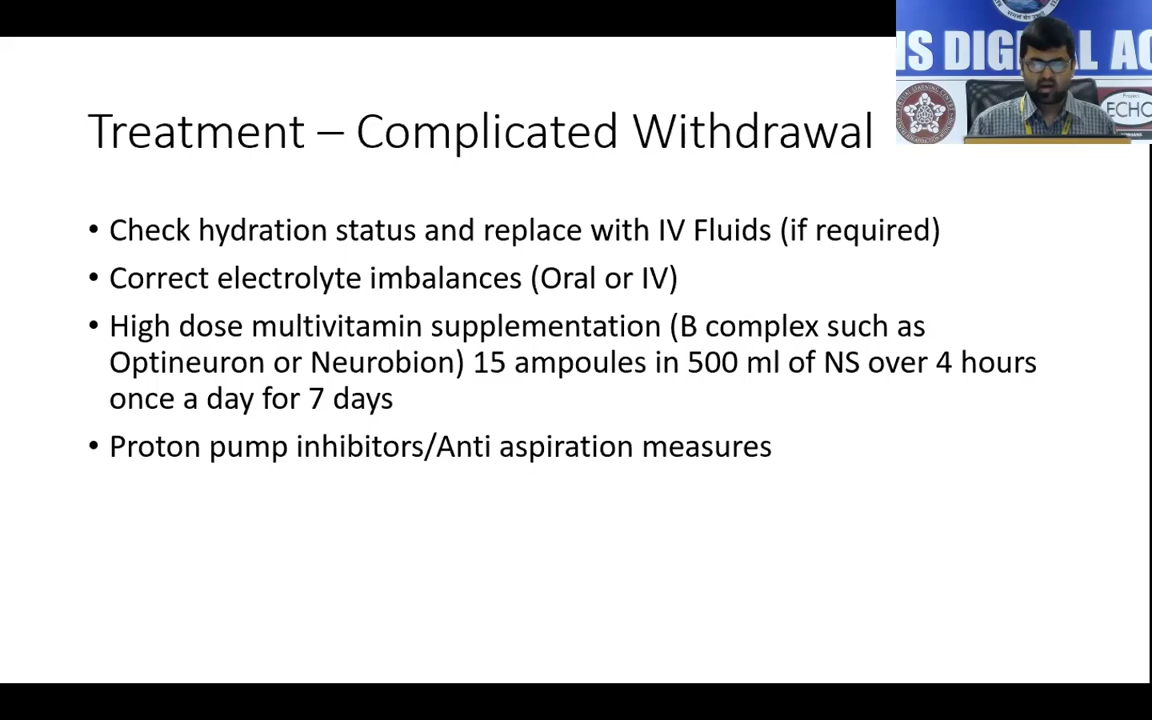 NS DIGITAL AC
ECHO
Treatment – Complicated Withdrawal
• Check hydration status and replace with IV Fluids (if required)
• Correct electrolyte imbalances (Oral or IV)
• High dose multivitamin supplementation (B complex such as
Optineuron or Neurobion) 15 ampoules in 500 ml of NS over 4 hours
once a day for 7 days
• Proton pump inhibitors/Anti aspiration measures